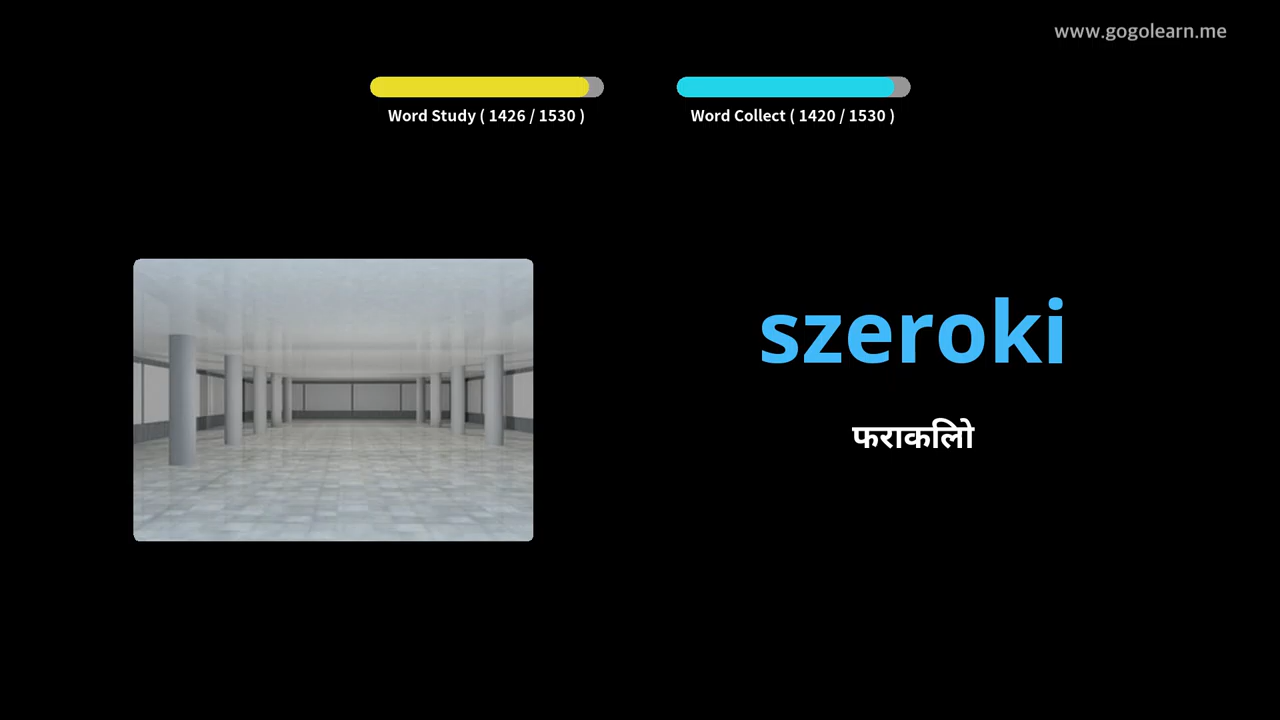 www.gogolearn.me
Word Study ( 1426 / 1530 )
Word Collect ( 1420 / 1530 )
szeroki
फराकिलो